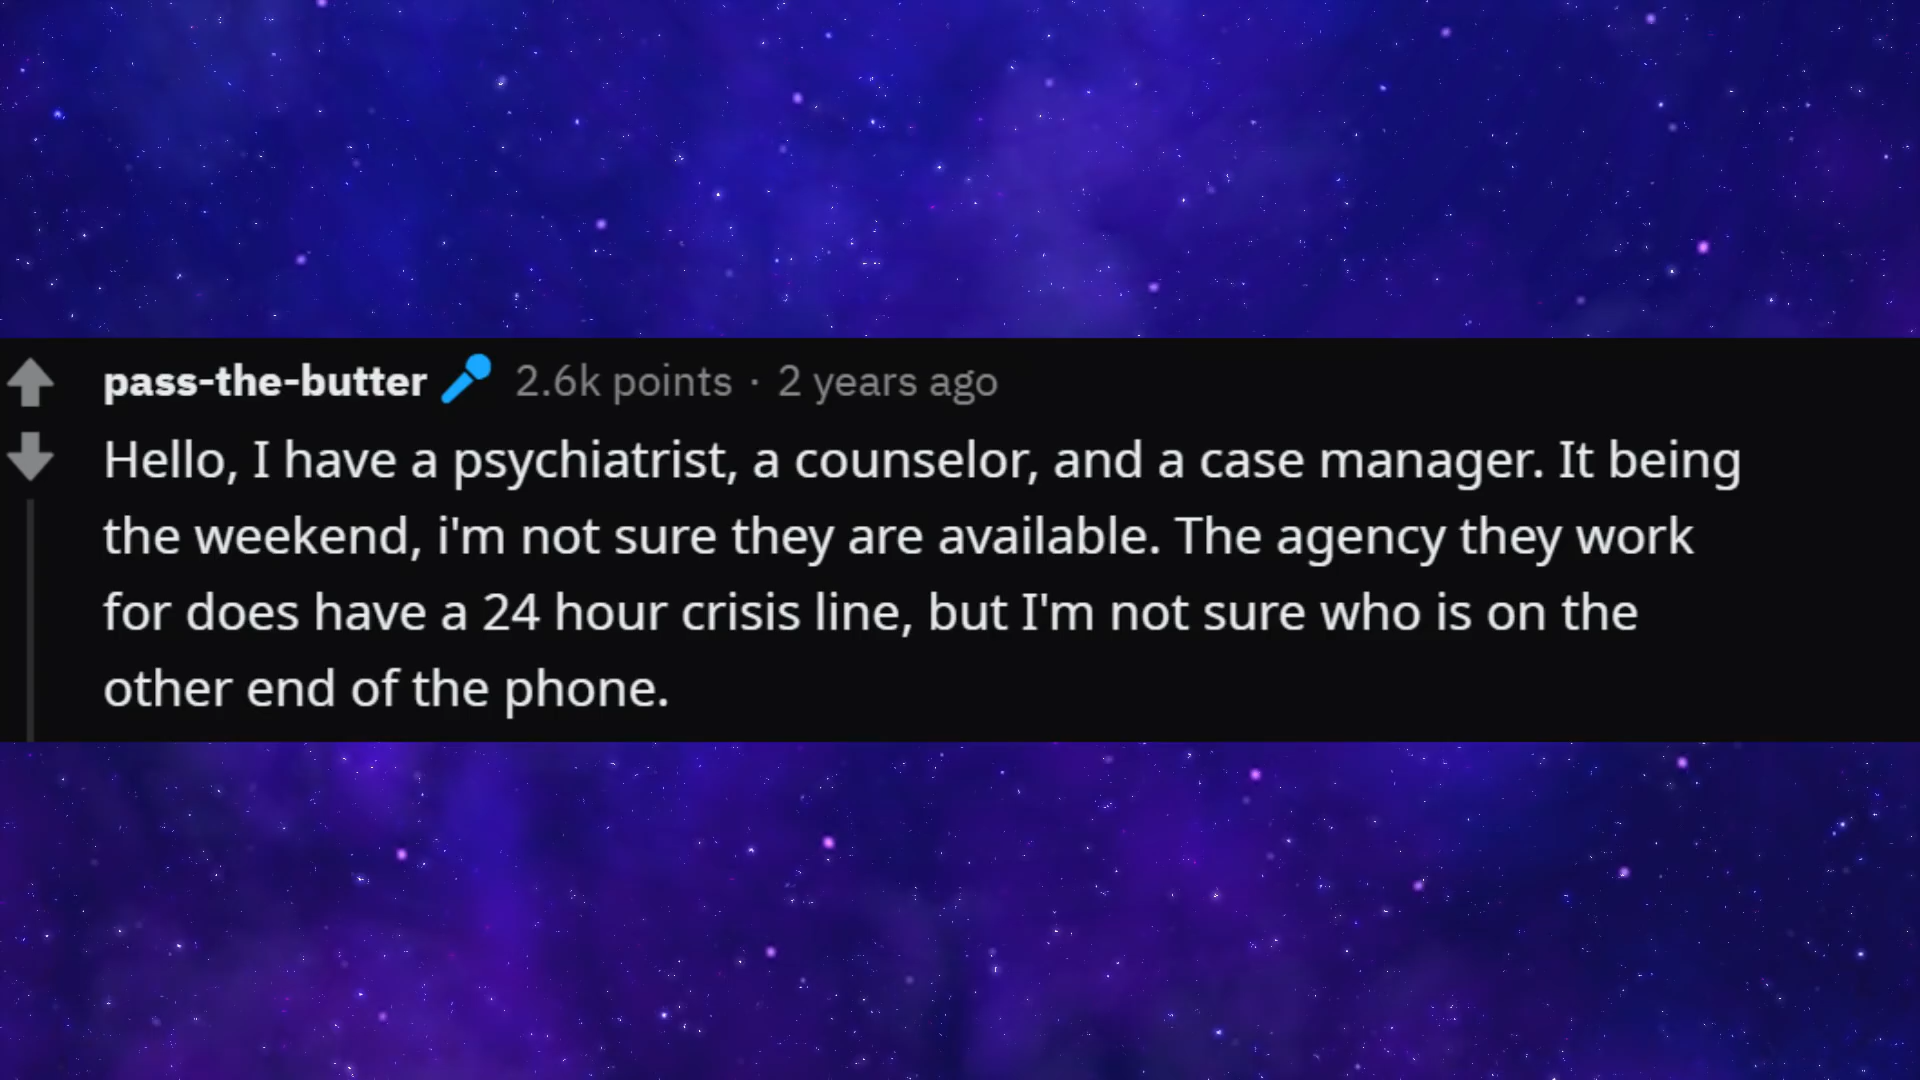 pass-the-butter 2.6k points · 2 years ago
Hello, I have a psychiatrist, a counselor, and a case manager. It being
the weekend, i'm not sure they are available. The agency they work
for does have a 24 hour crisis line, but I'm not sure who is on the
other end of the phone.